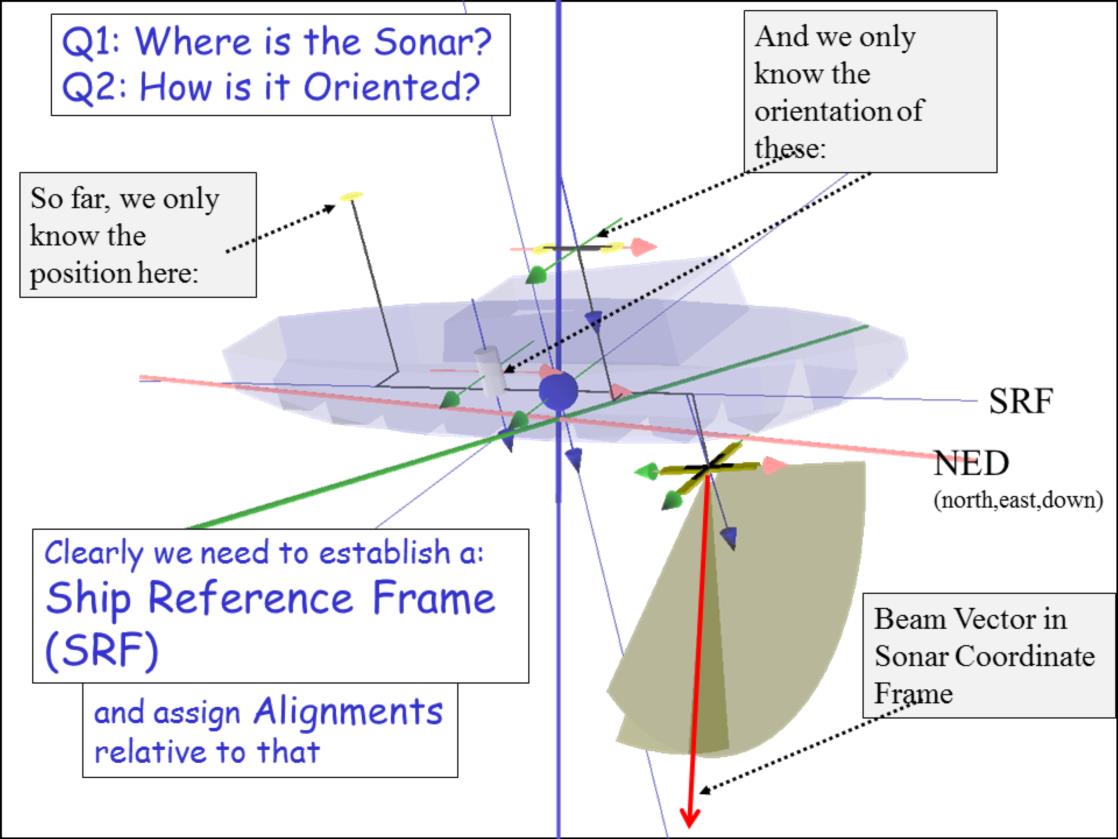 Q1: Where is the Sonar?
Q2: How is it Oriented?
And we only
know the
orientation of
these:
So far, we only
know the
position here:
SRF
NED
(north,east,down)
Clearly we need to establish a:
Ship Reference Frame
(SRF)
and assign Alignments
relative to that
Beam Vector in
Sonar Coordinate
Frame